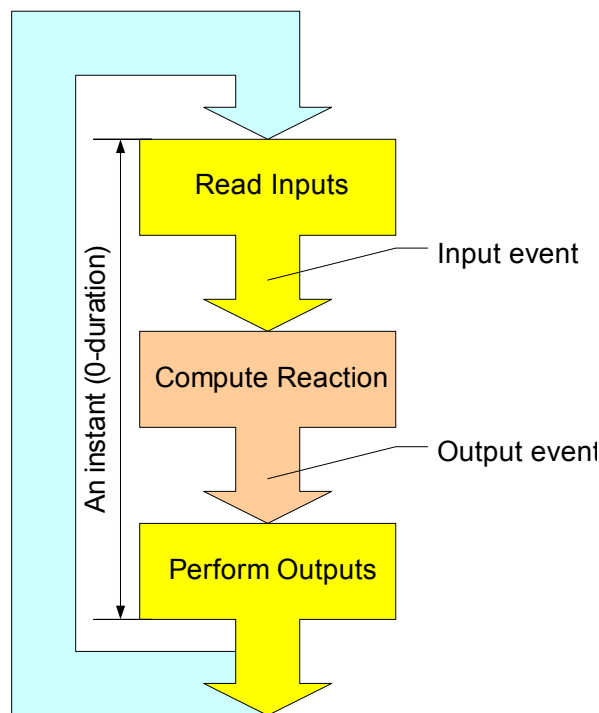 Read Inputs
Input event
An instant (0-duration)
Compute Reaction
Output event
Perform Outputs